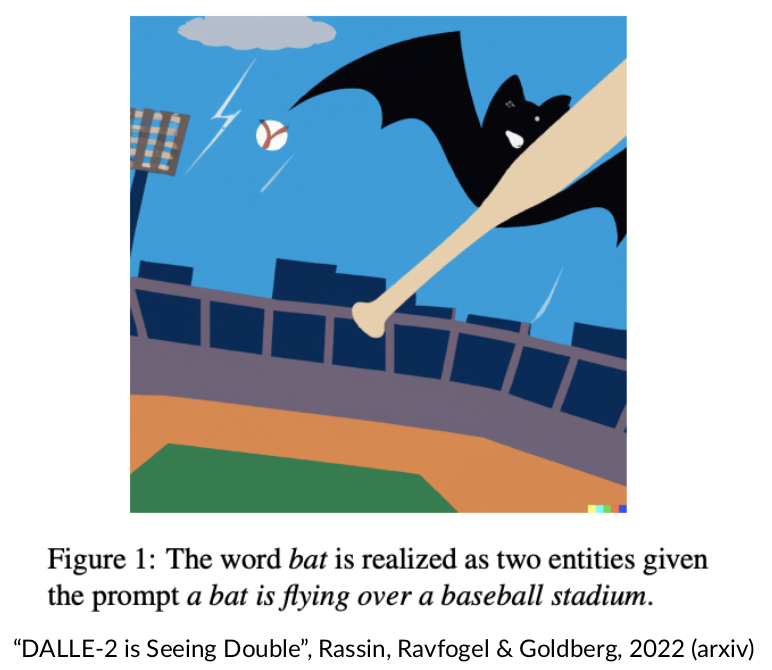 Figure 1: The word bat is realized as two entities given
the prompt a bat is flying over a baseball stadium.
“DALLE-2 is Seeing Double”, Rassin, Ravfogel & Goldberg, 2022 (arxiv)